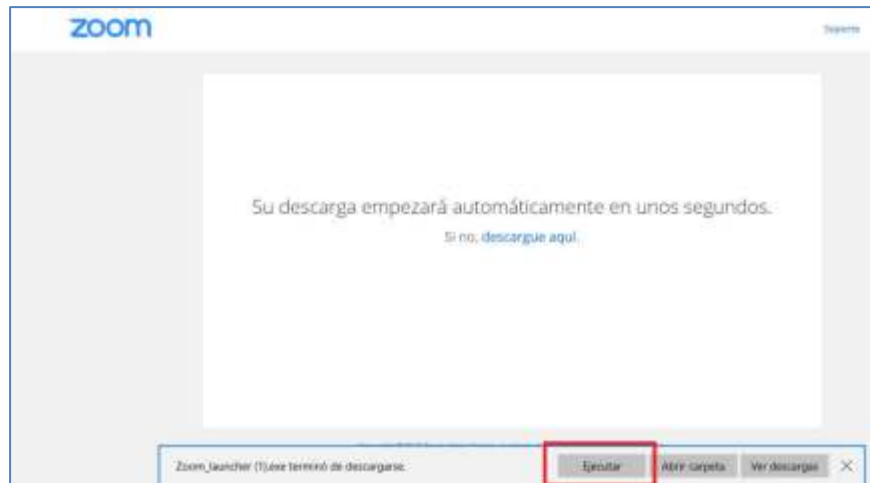 zoom
Soporte
Su descarga empezará automáticamente en unos segundos.
Si no, descargue aquí.
Zoom_launcher (1).exe terminó de descargarse.
Ejecutar
Abrir carpeta
Ver descargas